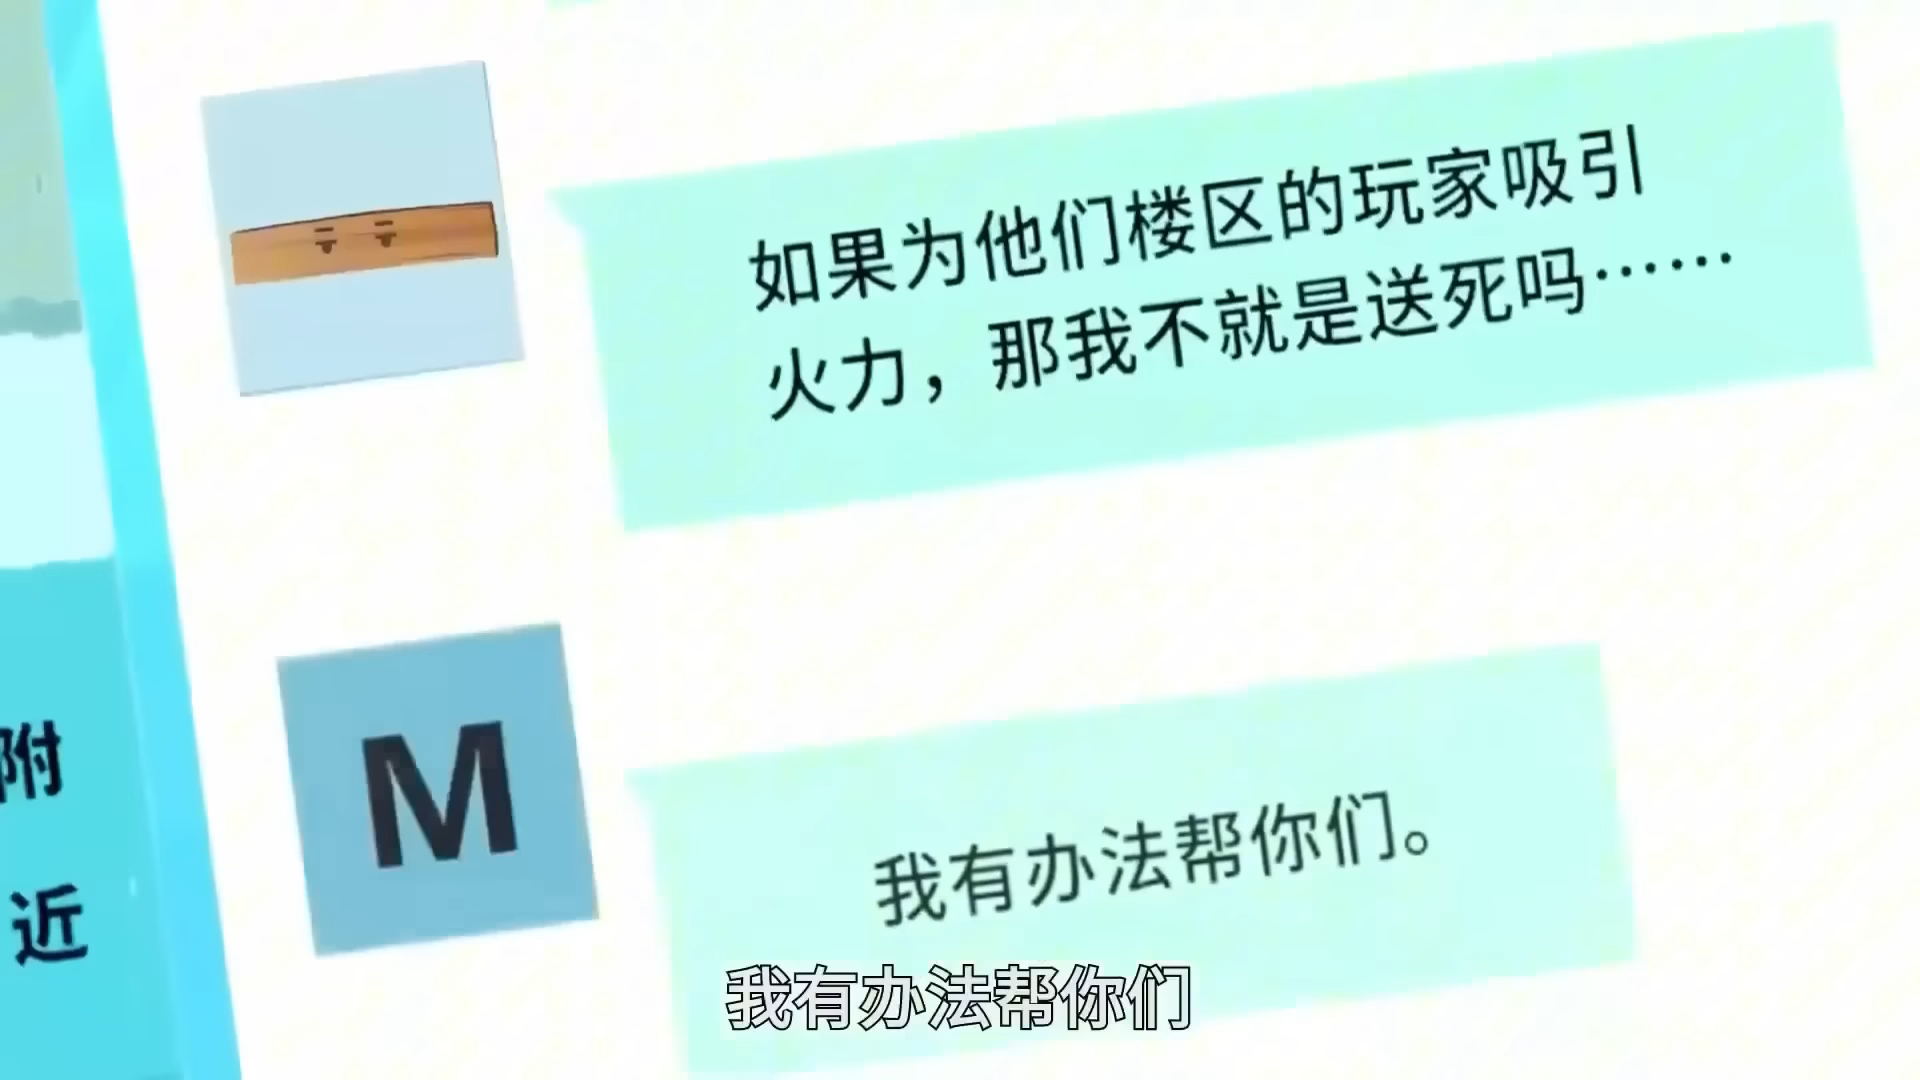 如果为他们楼区的玩家吸引
火力，那我不就是送死吗……
M
我有办法帮你们。
附
近
我有办法帮你们